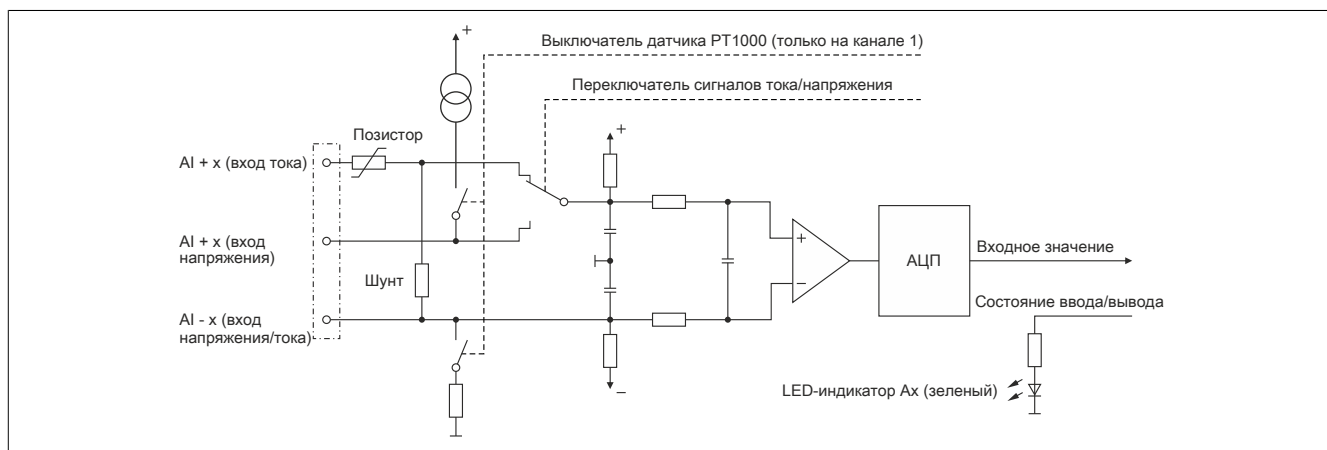 +
Выключатель датчика PT1000 (только на канале 1)
Переключатель сигналов тока/напряжения
+
Позистор
AI + x (вход тока)
AI + x (вход
напряжения)
Шунт
AI - x (вход
напряжения/тока)
+
−
АЦП
Входное значение
Состояние ввода/вывода
−
LED-индикатор Ax (зеленый)